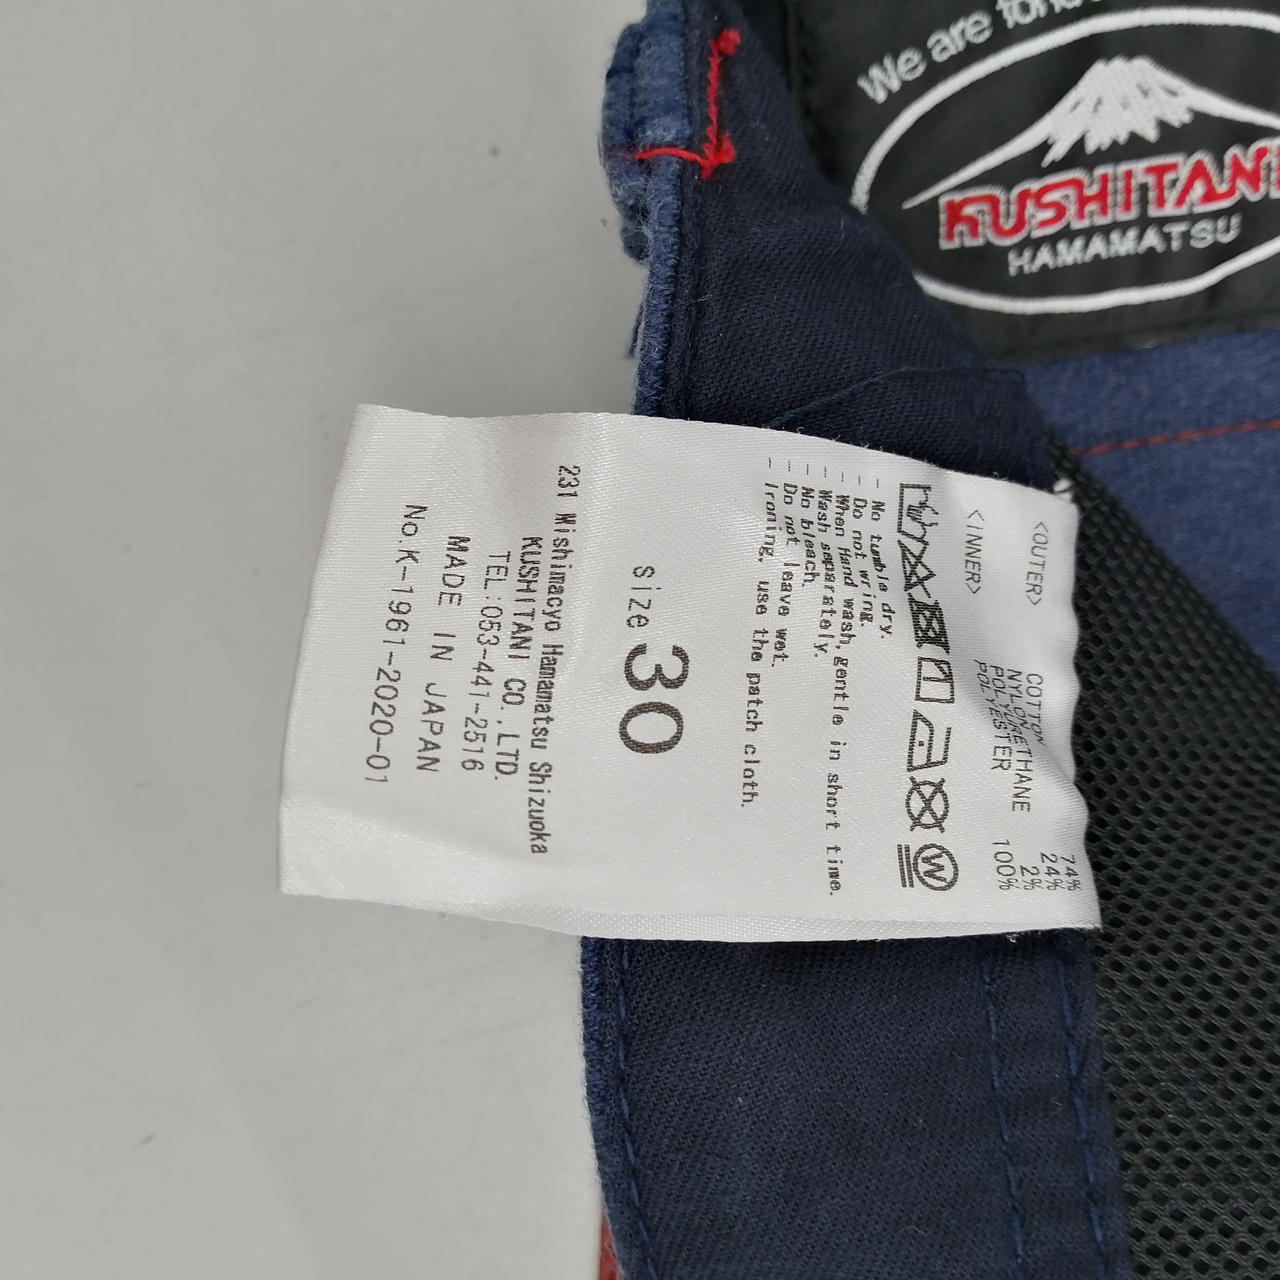 We are
KUSHITANI
HAMAMATSU
<OUTER>
COTTON 74%
NYLON 24%
POLYURETHANE 2%
<INNER>
POLYESTER 100%
W
- No tumble dry.
- Do not wring.
- When Hand wash, gentle in short time.
- Wash separately.
- No bleach.
- Do not leave wet.
- Ironing, use the patch cloth.
size 30
231 Mishimacyo Hamamatsu Shizuoka
KUSHITANI CO.,LTD.
TEL:053-441-2516
MADE IN JAPAN
No.K-1961-2020-01